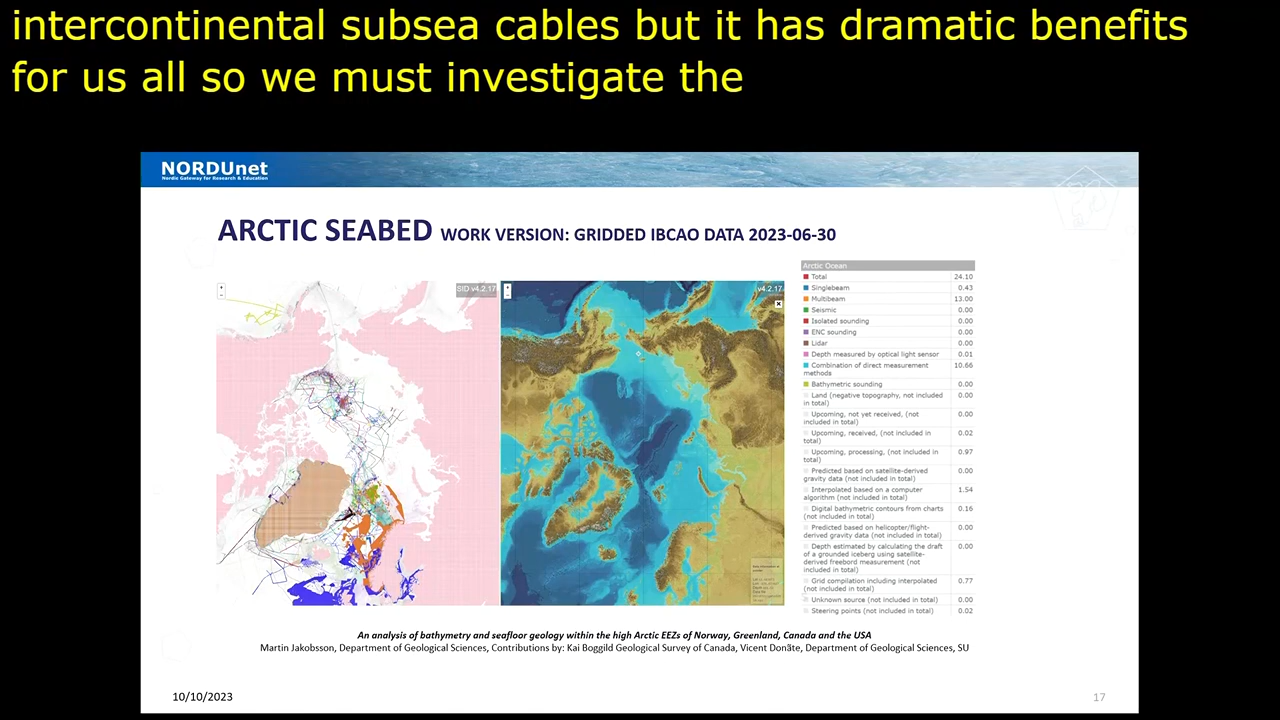 intercontinental subsea cables but it has dramatic benefits
for us all so we must investigate the
NORDUnet
Nordic Gateway for Research & Education
ARCTIC SEABED WORK VERSION: GRIDDED IBCAO DATA 2023-06-30
SID v4.2.17
v4.2.17
Arctic Ocean
Total 24.10
Singlebeam 0.43
Multibeam 13.00
Seismic 0.00
Isolated sounding 0.00
ENC sounding 0.00
Lidar 0.00
Depth measured by optical light sensor 0.01
Combination of direct measurement 10.66
methods
Bathymetric sounding 0.00
Land (negative topography, not included 0.00
in total)
Upcoming, not yet received, (not 0.00
included in total)
Upcoming, received, (not included in 0.02
total)
Upcoming, processing, (not included in 0.97
total)
Predicted based on satellite-derived 0.00
gravity data (not included in total)
Interpolated based on a computer 1.54
algorithm (not included in total)
Digital bathymetric contours from charts 0.16
(not included in total)
Predicted based on helicopter/flight- 0.00
derived gravity data (not included in total)
Depth estimated by calculating the draft 0.00
of a grounded iceberg using satellite-
derived freebord measurement (not
included in total)
Grid compilation including interpolated 0.77
(not included in total)
Unknown source (not included in total) 0.00
Steering points (not included in total) 0.02
An analysis of bathymetry and seafloor geology within the high Arctic EEZs of Norway, Greenland, Canada and the USA
Martin Jakobsson, Department of Geological Sciences, Contributions by: Kai Boggild Geological Survey of Canada, Vicent Donãte, Department of Geological Sciences, SU
10/10/2023
17